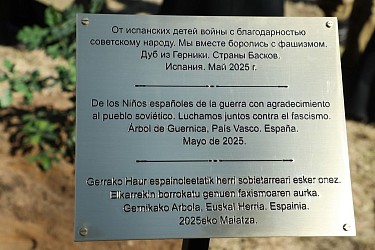 От испанских детей войны с благодарностью
советскому народу. Мы вместе боролись с фашизмом.
Дуб из Герники. Страны Басков.
Испания. Май 2025 г.
De los Niños españoles de la guerra con agradecimiento
al pueblo soviético. Luchamos juntos contra el fascismo.
Árbol de Guernica, País Vasco. España.
Mayo de 2025.
Gerrako Haur espainoleetatik herri sobietarreari esker onez.
Elkarrekin borrokatu genuen faxismoaren aurka.
Gernikako Arbola. Euskal Herria. Espainia.
2025eko Maiatza.